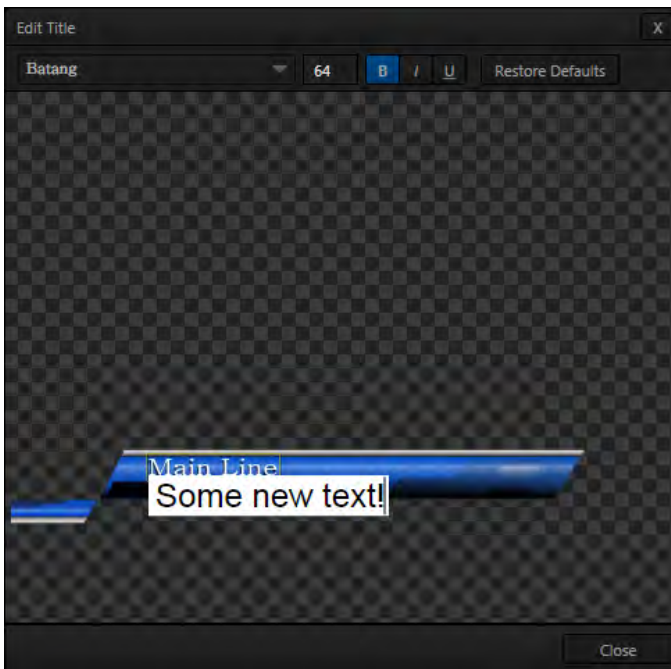 Edit Title
X
Batang
64 B I U Restore Defaults
Main Line
Some new text!
Close